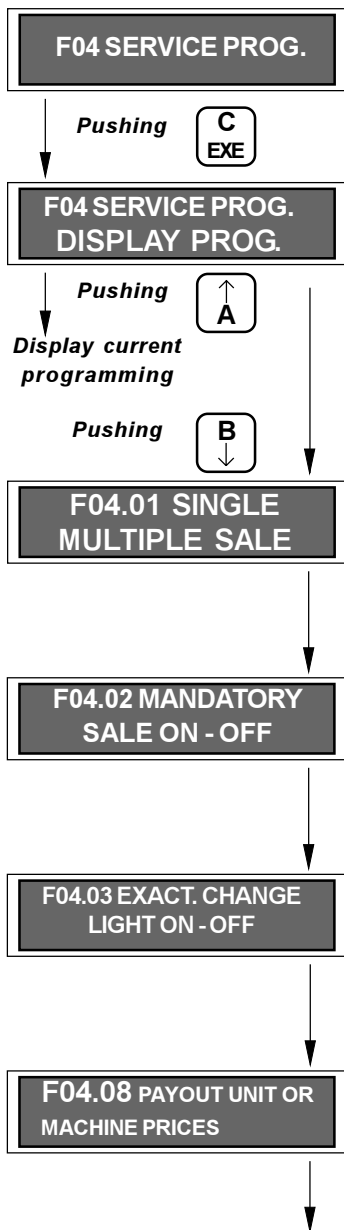 F04 SERVICE PROG.
Pushing
C
EXE
F04 SERVICE PROG.
DISPLAY PROG.
Pushing
↑
A
Display current
programming
Pushing
B
↓
F04.01 SINGLE
MULTIPLE SALE
F04.02 MANDATORY
SALE ON - OFF
F04.03 EXACT. CHANGE
LIGHT ON - OFF
F04.08 PAYOUT UNIT OR
MACHINE PRICES